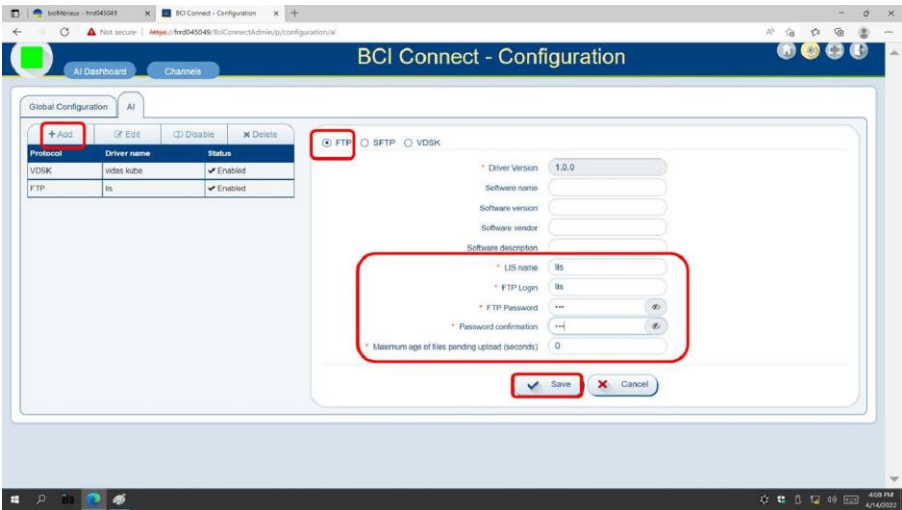 bioMérieux - frrd045049
BCI Connect - Configuration
Not secure | https://frrd045049/BciConnectAdmin/p/configuration/ai
BCI Connect - Configuration
AI Dashboard Channels
Global Configuration AI
+ Add Edit Disable Delete
Protocol Driver name Status
VDSK vidas kube Enabled
FTP lis Enabled
FTP SFTP VDSK
* Driver Version 1.0.0
Software name
Software version
Software vendor
Software description
* LIS name lis
* FTP Login lis
* FTP Password •••
* Password confirmation •••
* Maximum age of files pending upload (seconds) 0
Save Cancel
4:08 PM
4/14/2022